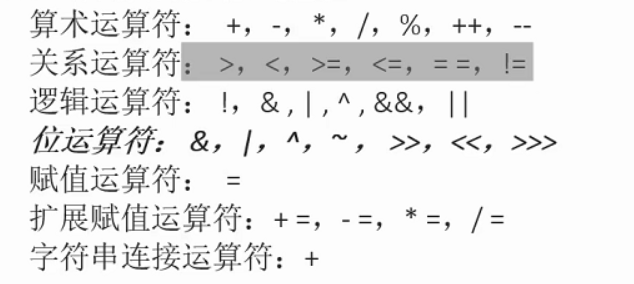 算术运算符： +，-，*，/，%，++，--
关系运算符：>，<，>=，<=，= =，!=
逻辑运算符： !，& , | , ^ , &&，||
位运算符：&，|，^，~ ，>>，<<，>>>
赋值运算符： =
扩展赋值运算符：+ =，- =，* =，/ =
字符串连接运算符：+